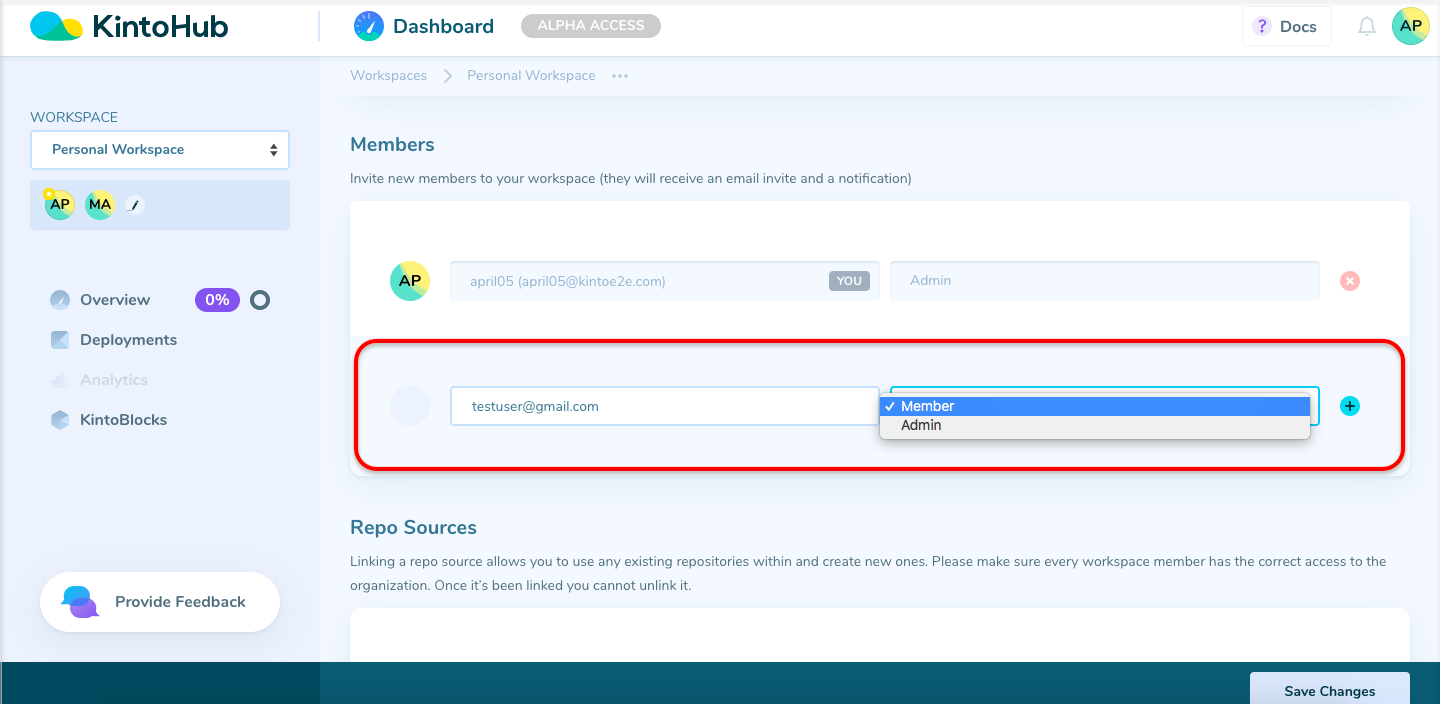 KintoHub
Dashboard
ALPHA ACCESS
? Docs
AP
Workspaces
Personal Workspace
WORKSPACE
Personal Workspace
AP
MA
Overview
0%
Deployments
Analytics
KintoBlocks
Provide Feedback
Members
Invite new members to your workspace (they will receive an email invite and a notification)
AP
april05 (april05@kintoe2e.com)
YOU
Admin
testuser@gmail.com
✓ Member
Admin
Repo Sources
Linking a repo source allows you to use any existing repositories within and create new ones. Please make sure every workspace member has the correct access to the
organization. Once it's been linked you cannot unlink it.
Save Changes